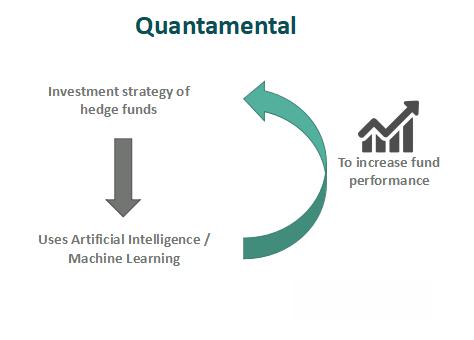 Quantamental
Investment strategy of
hedge funds
To increase fund
performance
Uses Artificial Intelligence /
Machine Learning